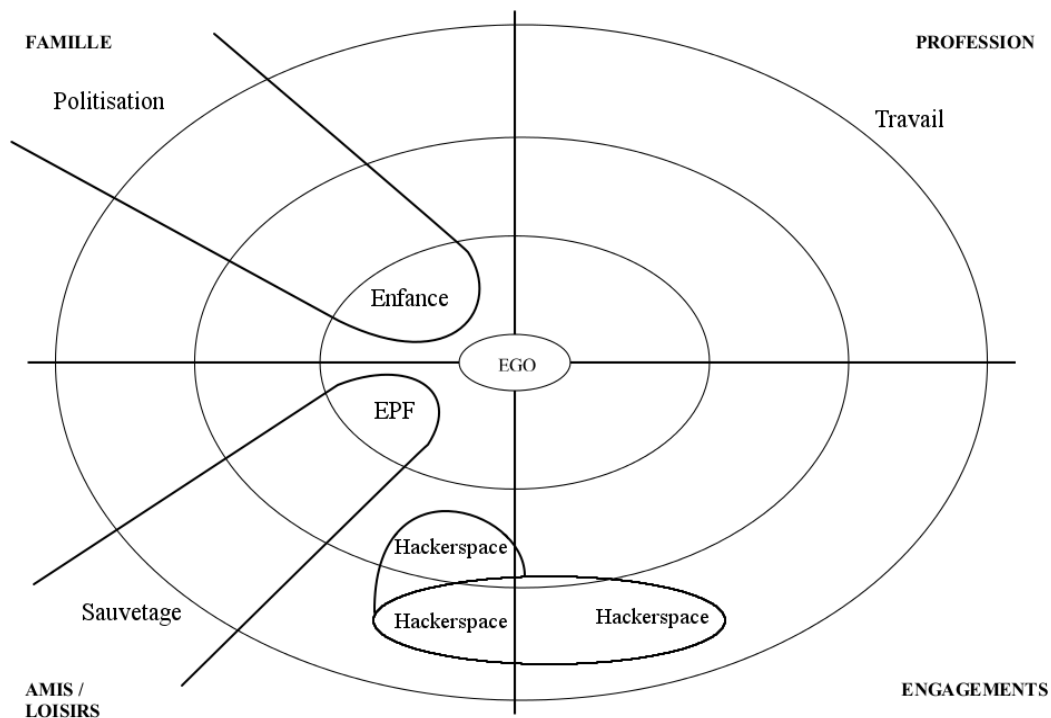 FAMILLE
PROFESSION
Politisation
Travail
Enfance
EGO
EPF
Hackerspace
Sauvetage
Hackerspace
Hackerspace
AMIS /
LOISIRS
ENGAGEMENTS